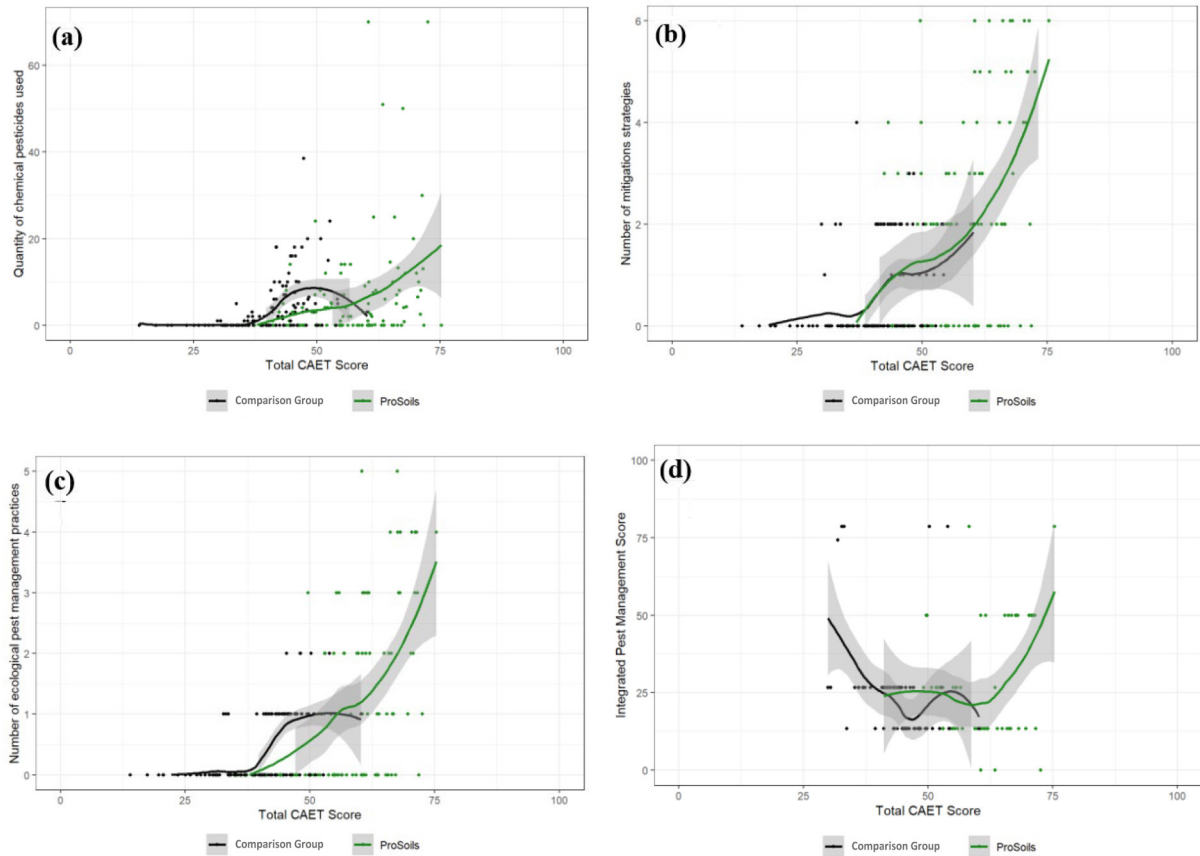 (a)
Quantity of chemical pesticides used
60
40
20
0
0 25 50 75 100
Total CAET Score
Comparison Group ProSoils
(b)
Number of mitigations strategies
6
4
2
0
0 25 50 75 100
Total CAET Score
Comparison Group ProSoils
(c)
Number of ecological pest management practices
5
4
3
2
1
0
0 25 50 75 100
Total CAET Score
Comparison Group ProSoils
(d)
Integrated Pest Management Score
100
75
50
25
0
0 25 50 75 100
Total CAET Score
Comparison Group ProSoils